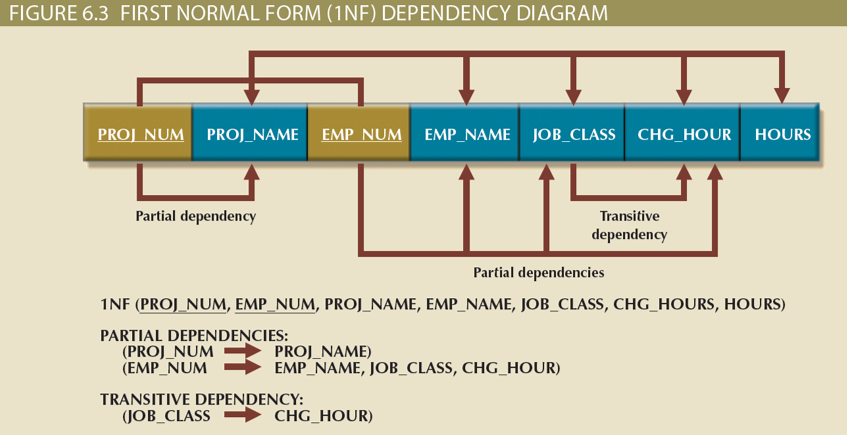 FIGURE 6.3 FIRST NORMAL FORM (1NF) DEPENDENCY DIAGRAM
PROJ_NUM PROJ_NAME EMP_NUM EMP_NAME JOB_CLASS CHG_HOUR HOURS
Partial dependency
Transitive
dependency
Partial dependencies
1NF (PROJ_NUM, EMP_NUM, PROJ_NAME, EMP_NAME, JOB_CLASS, CHG_HOURS, HOURS)
PARTIAL DEPENDENCIES:
(PROJ_NUM PROJ_NAME)
(EMP_NUM EMP_NAME, JOB_CLASS, CHG_HOUR)
TRANSITIVE DEPENDENCY:
(JOB_CLASS CHG_HOUR)